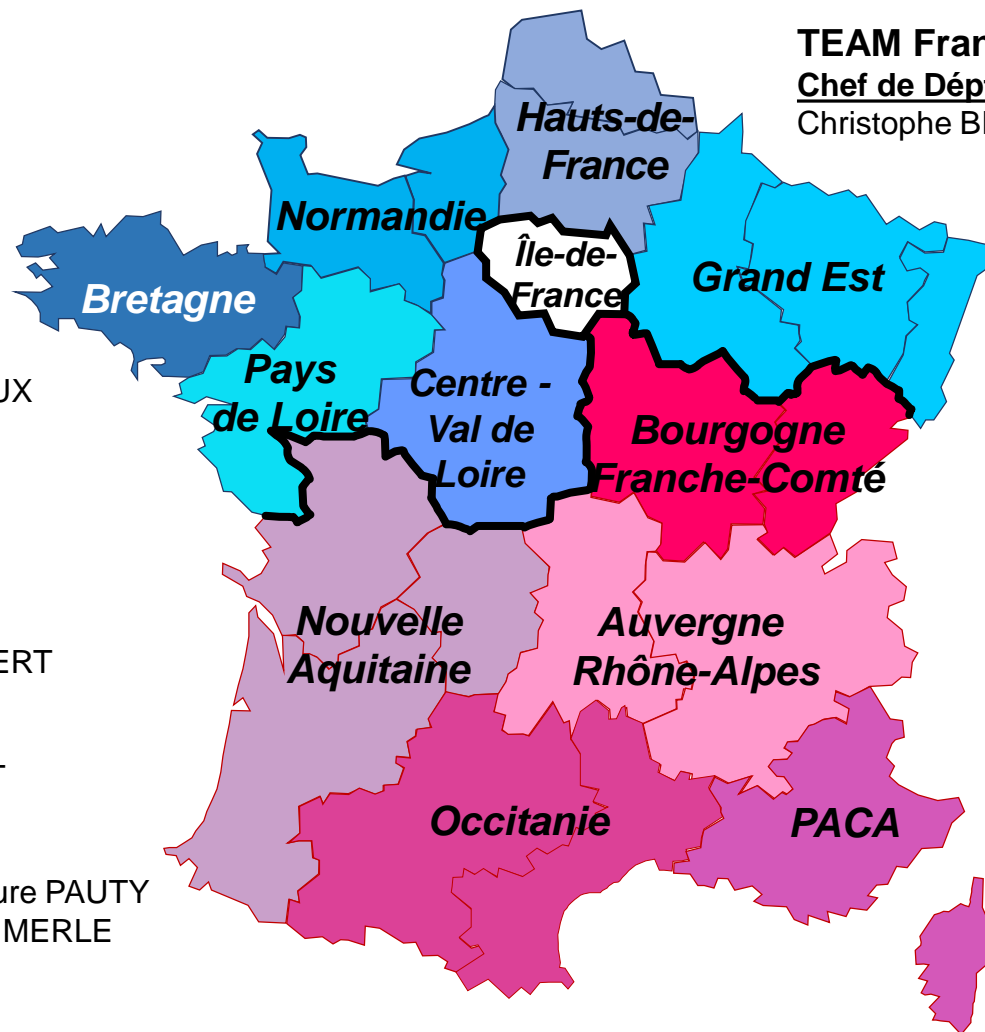 TEAM Fran
Chef de Dép
Christophe Bl
Hauts-de-
France
Normandie
Île-de-
France
Grand Est
Bretagne
Pays
de Loire
Centre -
Val de
Loire
Bourgogne
Franche-Comté
UX
Nouvelle
Aquitaine
Auvergne
Rhône-Alpes
ERT
Occitanie
PACA
ure PAUTY
MERLE